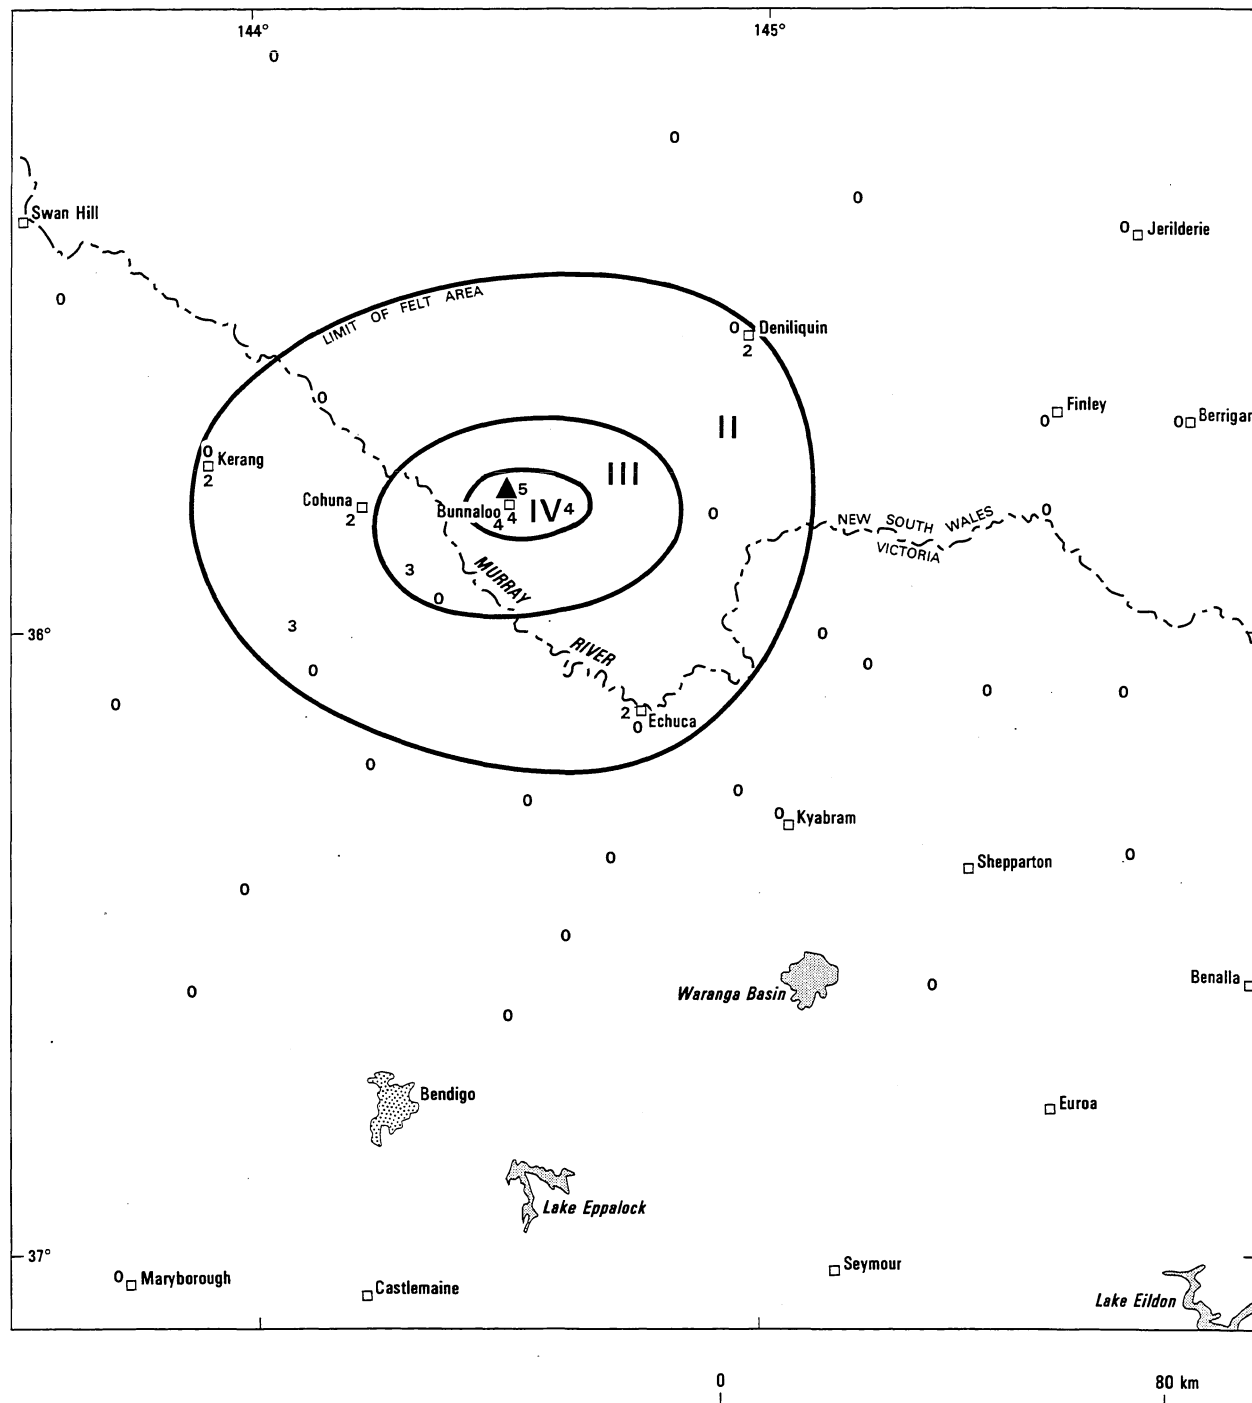 144° 145°
0
0
0
Swan Hill
0 Jerilderie
0
LIMIT OF FELT AREA
0 Deniliquin
2
0
Finley
0
0 Berrigan
II
0
Kerang
2
III
5
Cohuna
2
Bunnaloo
4
4
IV
4
0
NEW SOUTH WALES
VICTORIA
0
3
0
MURRAY
RIVER
36°
3
0
0
0
0
0
0
2
Echuca
0
0
0
0
0
0 Kyabram
0
Shepparton
0
0
0
0
Waranga Basin
0
Benalla
0
Bendigo
Euroa
Lake Eppalock
37°
0 Maryborough
Castlemaine
Seymour
Lake Eildon
0 80 km